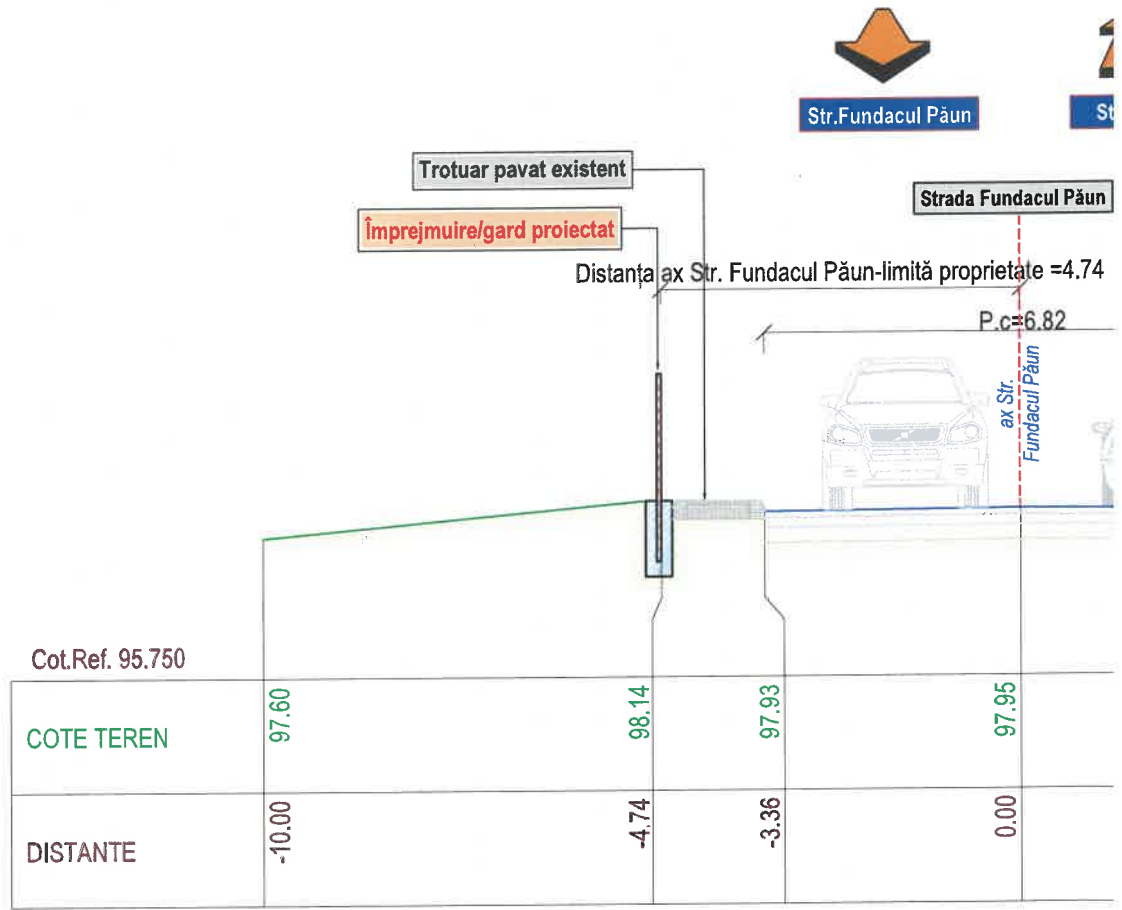 Str.Fundacul Păun
St
Trotuar pavat existent
Strada Fundacul Păun
Împrejmuire/gard proiectat
Distanța ax Str. Fundacul Păun-limită proprietate =4.74
P.c=6.82
ax Str.
Fundacul Păun
Cot.Ref. 95.750
COTE TEREN
97.60
98.14
97.93
97.95
DISTANTE
-10.00
-4.74
-3.36
0.00